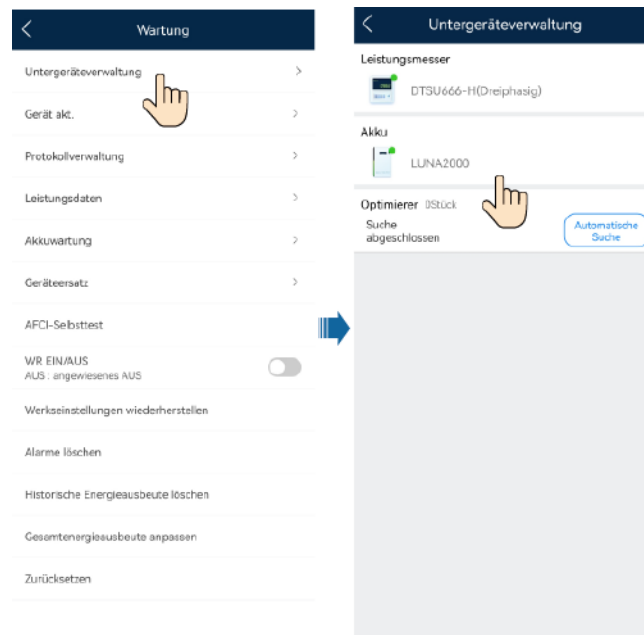 Wartung
Untergeräteverwaltung
Gerät akt.
Protokollverwaltung
Leistungsdaten
Akkuwartung
Geräteersatz
AFCI-Selbsttest
WR EIN/AUS
AUS : angewiesenes AUS
Werkseinstellungen wiederherstellen
Alarme löschen
Historische Energieausbeute löschen
Gesamtenergieausbeute anpassen
Zurücksetzen
Untergeräteverwaltung
Leistungsmesser
DTSU666-H(Dreiphasig)
Akku
LUNA2000
Optimierer 0Stück
Suche
abgeschlossen
Automatische
Suche